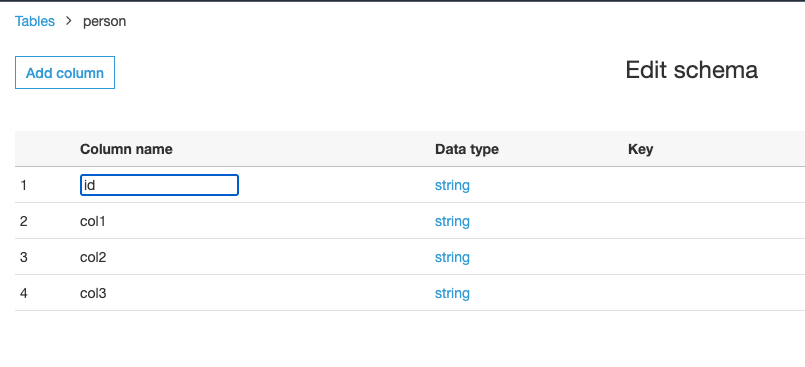 Tables > person
Add column
Edit schema
Column name Data type Key
1 id string
2 col1 string
3 col2 string
4 col3 string